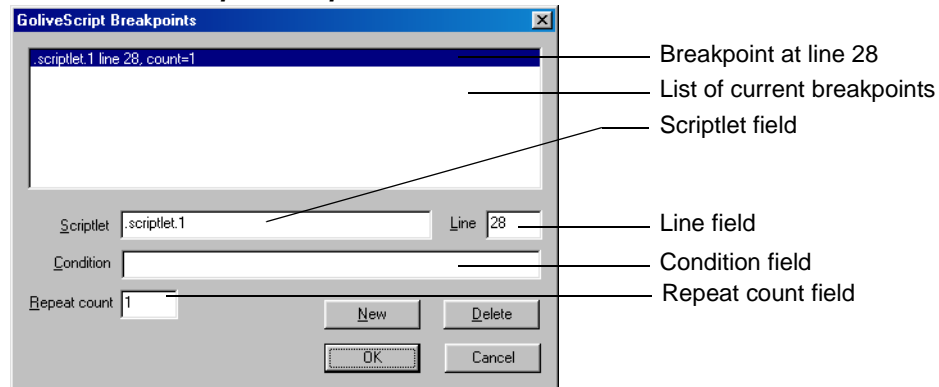 GoliveScript Breakpoints
.scriptlet.1 line 28, count=1
Breakpoint at line 28
List of current breakpoints
Scriptlet field
Scriptlet .scriptlet.1 Line 28
Line field
Condition
Condition field
Repeat count 1
Repeat count field
New Delete
OK Cancel